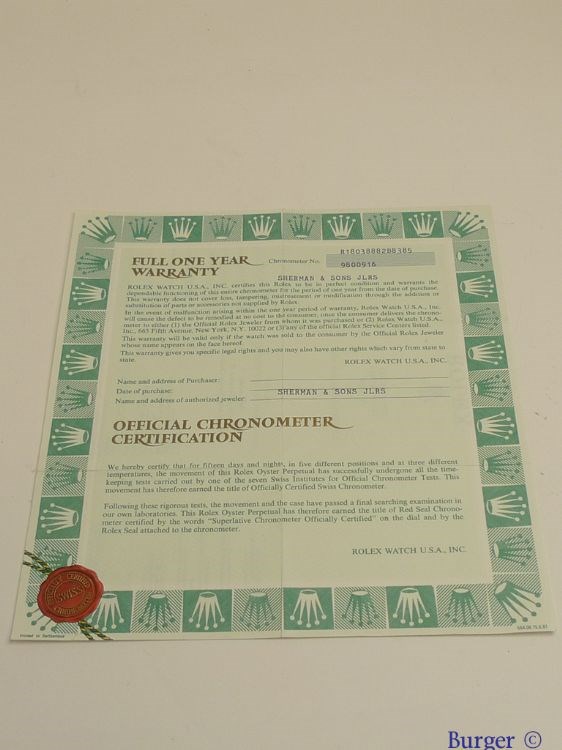 R18038882B8385
FULL ONE YEAR
Chronometer No.
9800916
WARRANTY
SHERMAN & SONS JLRS
ROLEX WATCH U.S.A., INC. certifies this Rolex to be in perfect condition and warrants the
dependable functioning of this entire chronometer for the period of one year from the date of purchase.
This warranty does not cover loss, tampering, mistreatment or modification through the addition or
substitution of parts or accessories not supplied by Rolex.
In the event of malfunction arising within the one year period of warranty, Rolex Watch U.S.A., Inc.
will cause the defect to be remedied at no cost to the consumer, once the consumer delivers the chrono-
meter to either (1) the Official Rolex Jeweler from whom it was purchased or (2) Rolex Watch U.S.A.,
Inc., 665 Fifth Avenue, New York, N.Y. 10022 or (3) any of the official Rolex Service Centers listed.
This warranty will be valid only if the watch was sold to the consumer by the Official Rolex Jeweler
whose name appears on the face hereof.
This warranty gives you specific legal rights and you may also have other rights which vary from state to
state.
ROLEX WATCH U.S.A., INC.
Name and address of Purchaser:
Date of purchase:
SHERMAN & SONS JLRS
Name and address of authorized jeweler:
OFFICIAL CHRONOMETER
CERTIFICATION
We hereby certify that for fifteen days and nights, in five different positions and at three different
temperatures, the movement of this Rolex Oyster Perpetual has successfully undergone all the time-
keeping tests carried out by one of the seven Swiss Institutes for Official Chronometer Tests. This
movement has therefore earned the title of Officially Certified Swiss Chronometer.
Following these rigorous tests, the movement and the case have passed a final searching examination in
our own laboratories. This Rolex Oyster Perpetual has therefore earned the title of Red Seal Chrono-
meter certified by the words "Superlative Chronometer Officially Certified" on the dial and by the
Rolex Seal attached to the chronometer.
ROLEX WATCH U.S.A., INC.
OFFICIALLY CERTIFIED
SWISS
CHRONOMETER
Printed in Switzerland
Burger ©